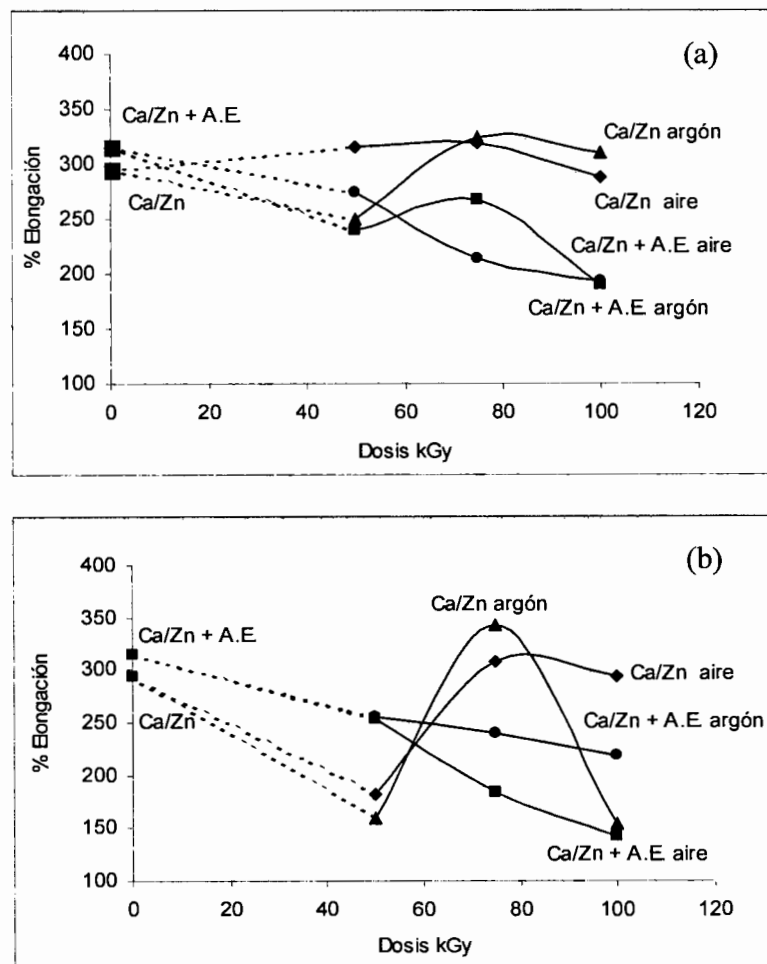 (a)
400
350
300
250
200
150
100
% Elongación
Ca/Zn + A.E.
Ca/Zn
Ca/Zn argón
Ca/Zn aire
Ca/Zn + A.E. aire
Ca/Zn + A.E. argón
0 20 40 60 80 100 120
Dosis kGy
(b)
400
350
300
250
200
150
100
% Elongación
Ca/Zn + A.E.
Ca/Zn
Ca/Zn argón
Ca/Zn aire
Ca/Zn + A.E. argón
Ca/Zn + A.E. aire
0 20 40 60 80 100 120
Dosis kGy